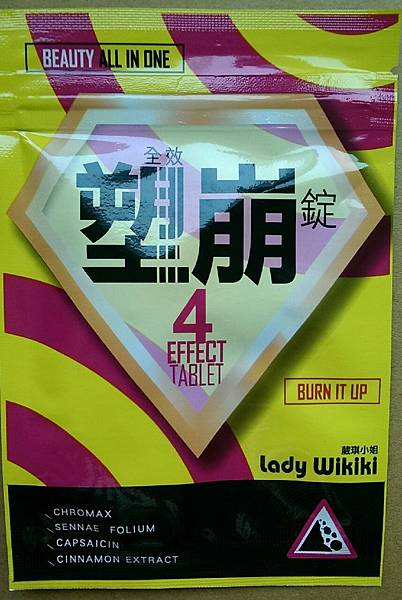 BEAUTY ALL IN ONE
全效
塑崩錠
4
EFFECT
TABLET
BURN IT UP
葳琪小姐
Lady Wikiki
CHROMAX
SENNAE FOLIUM
CAPSAICIN
CINNAMON EXTRACT